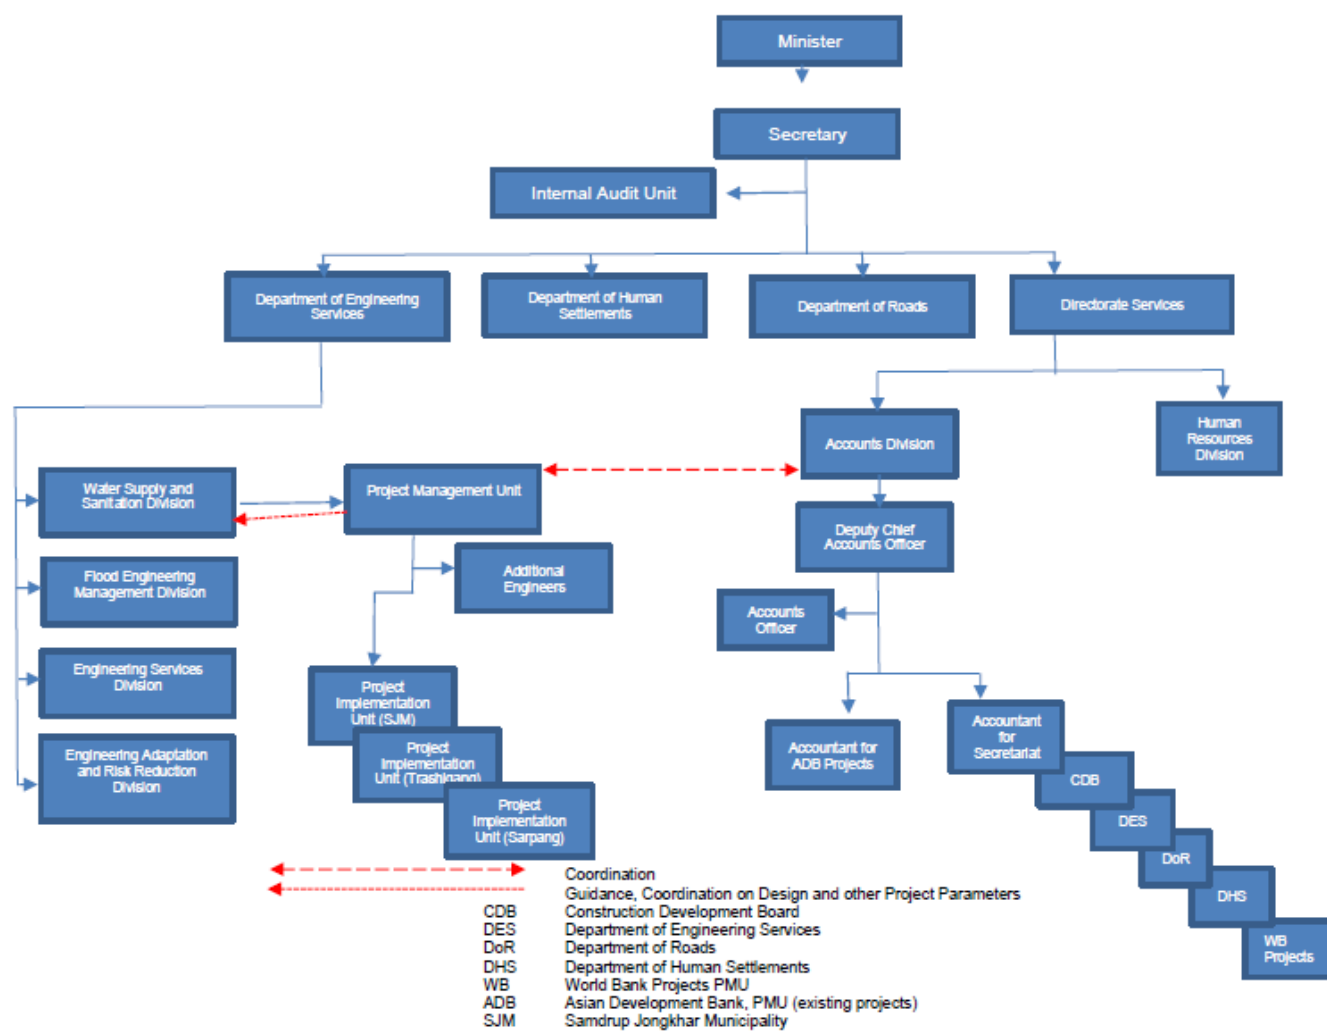 Minister
Secretary
Internal Audit Unit
Department of Engineering
Services
Department of Human
Settlements
Department of Roads
Directorate Services
Accounts Division
Human
Resources
Division
Water Supply and
Sanitation Division
Project Management Unit
Deputy Chief
Accounts Officer
Flood Engineering
Management Division
Additional
Engineers
Accounts
Officer
Engineering Services
Division
Project
Implementation
Unit (SJM)
Accountant
for
Secretariat
Engineering Adaptation
and Risk Reduction
Division
Project
Implementation
Unit (Trashigang)
Accountant for
ADB Projects
CDB
Project
Implementation
Unit (Sarpang)
DES
DoR
DHS
WB
Projects
Coordination
Guidance, Coordination on Design and other Project Parameters
CDB Construction Development Board
DES Department of Engineering Services
DoR Department of Roads
DHS Department of Human Settlements
WB World Bank Projects PMU
ADB Asian Development Bank, PMU (existing projects)
SJM Samdrup Jongkhar Municipality